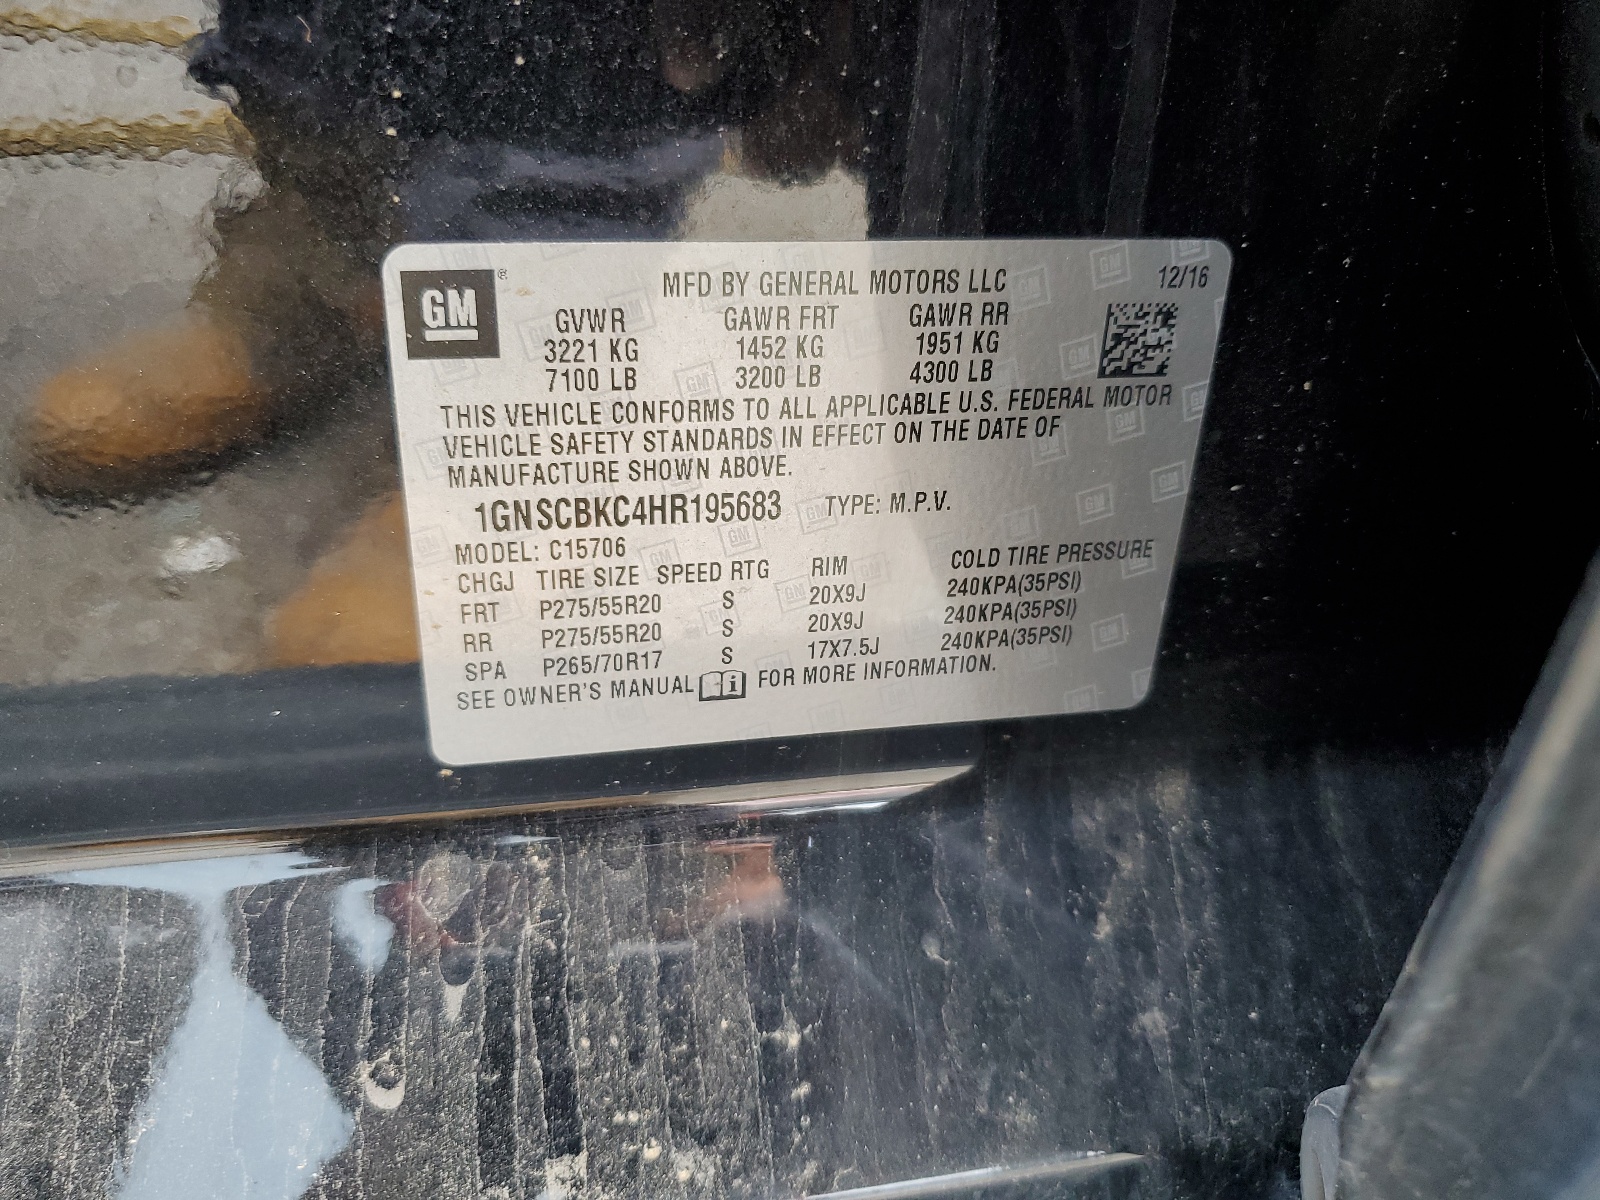 GM ®
MFD BY GENERAL MOTORS LLC 12/16
GVWR GAWR FRT GAWR RR
3221 KG 1452 KG 1951 KG
7100 LB 3200 LB 4300 LB
THIS VEHICLE CONFORMS TO ALL APPLICABLE U.S. FEDERAL MOTOR
VEHICLE SAFETY STANDARDS IN EFFECT ON THE DATE OF
MANUFACTURE SHOWN ABOVE.
1GNSCBKC4HR195683 TYPE: M.P.V.
MODEL: C15706
CHGJ TIRE SIZE SPEED RTG RIM COLD TIRE PRESSURE
FRT P275/55R20 S 20X9J 240KPA(35PSI)
RR P275/55R20 S 20X9J 240KPA(35PSI)
SPA P265/70R17 S 17X7.5J 240KPA(35PSI)
SEE OWNER'S MANUAL i FOR MORE INFORMATION.